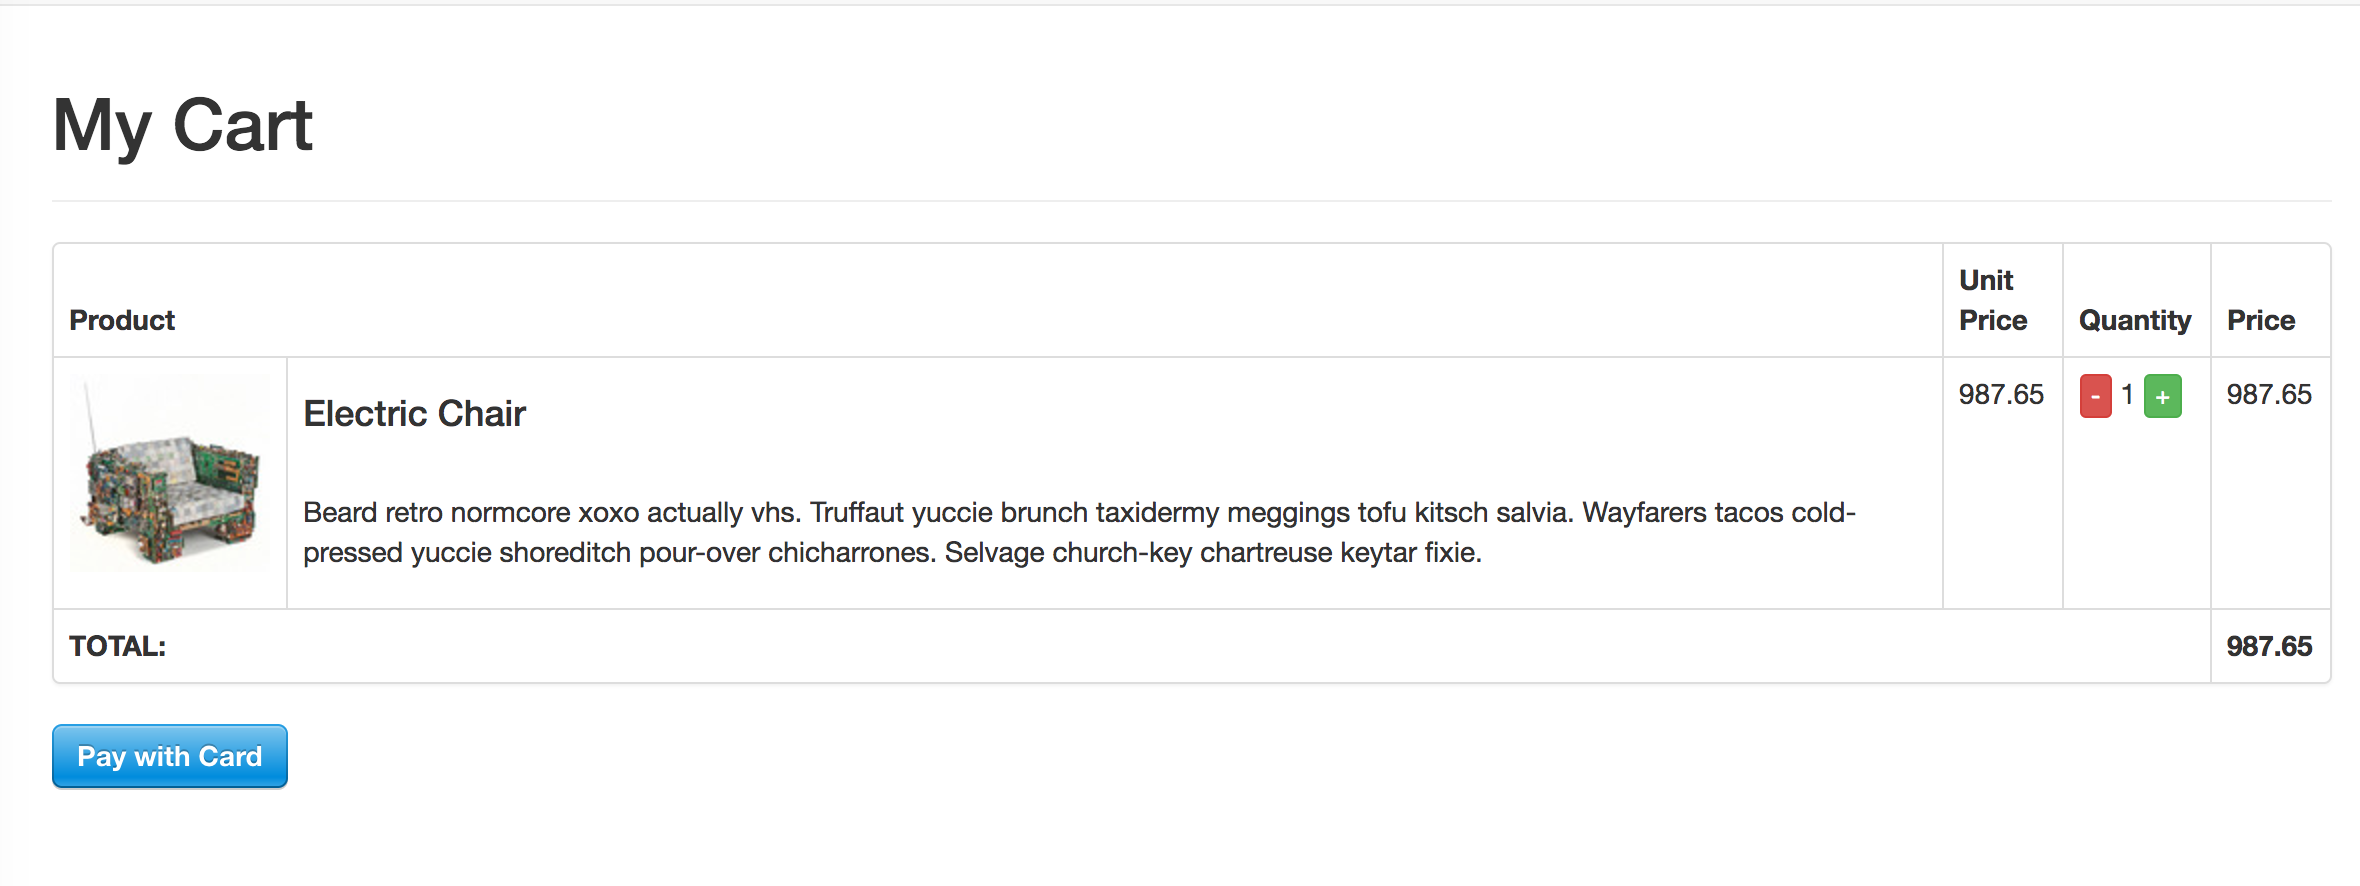 My Cart
Product
Unit
Price
Quantity
Price
Electric Chair
987.65
- 1 +
987.65
Beard retro normcore xoxo actually vhs. Truffaut yuccie brunch taxidermy meggings tofu kitsch salvia. Wayfarers tacos cold-
pressed yuccie shoreditch pour-over chicharrones. Selvage church-key chartreuse keytar fixie.
TOTAL:
987.65
Pay with Card